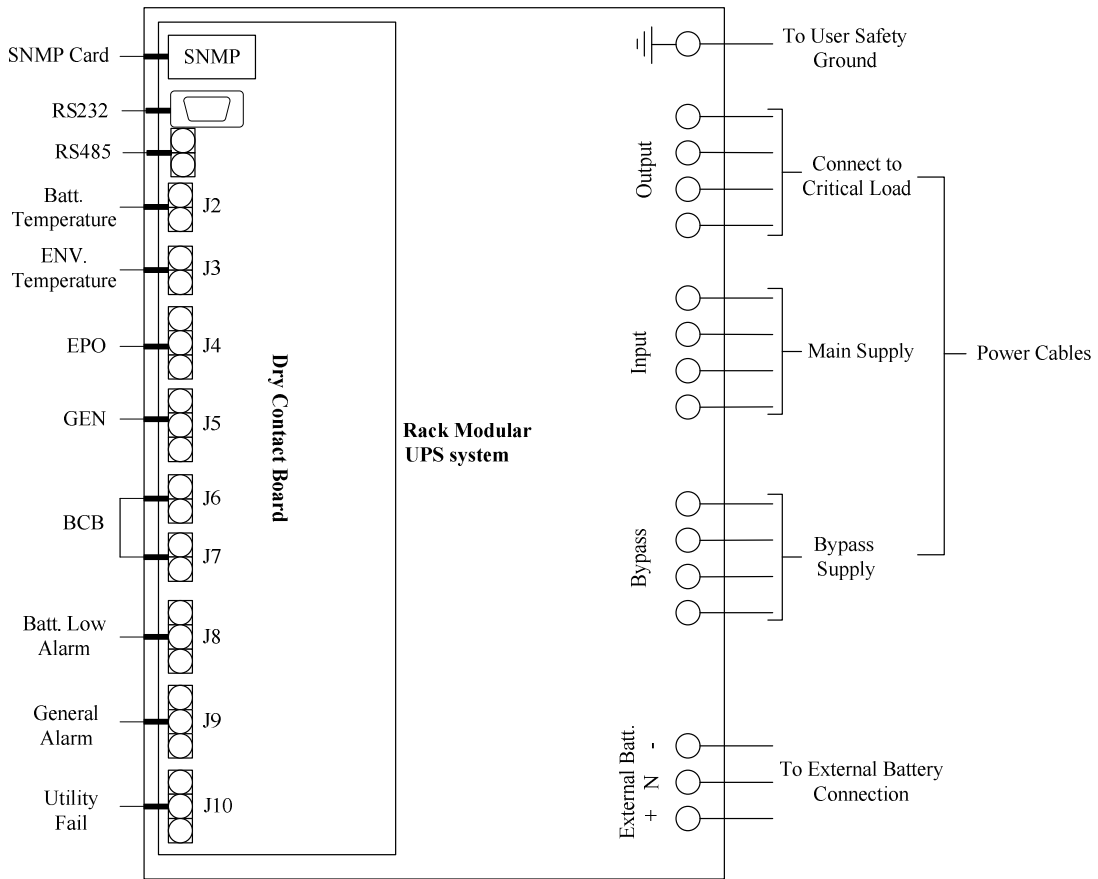 SNMP Card
SNMP
RS232
RS485
Batt.
Temperature
J2
ENV.
Temperature
J3
EPO
J4
GEN
J5
BCB
J6
J7
Batt. Low
Alarm
J8
General
Alarm
J9
Utility
Fail
J10
Dry Contact Board
Rack Modular
UPS system
To User Safety
Ground
Output
Connect to
Critical Load
Input
Main Supply
Power Cables
Bypass
Bypass
Supply
External Batt.
-
N
+
To External Battery
Connection